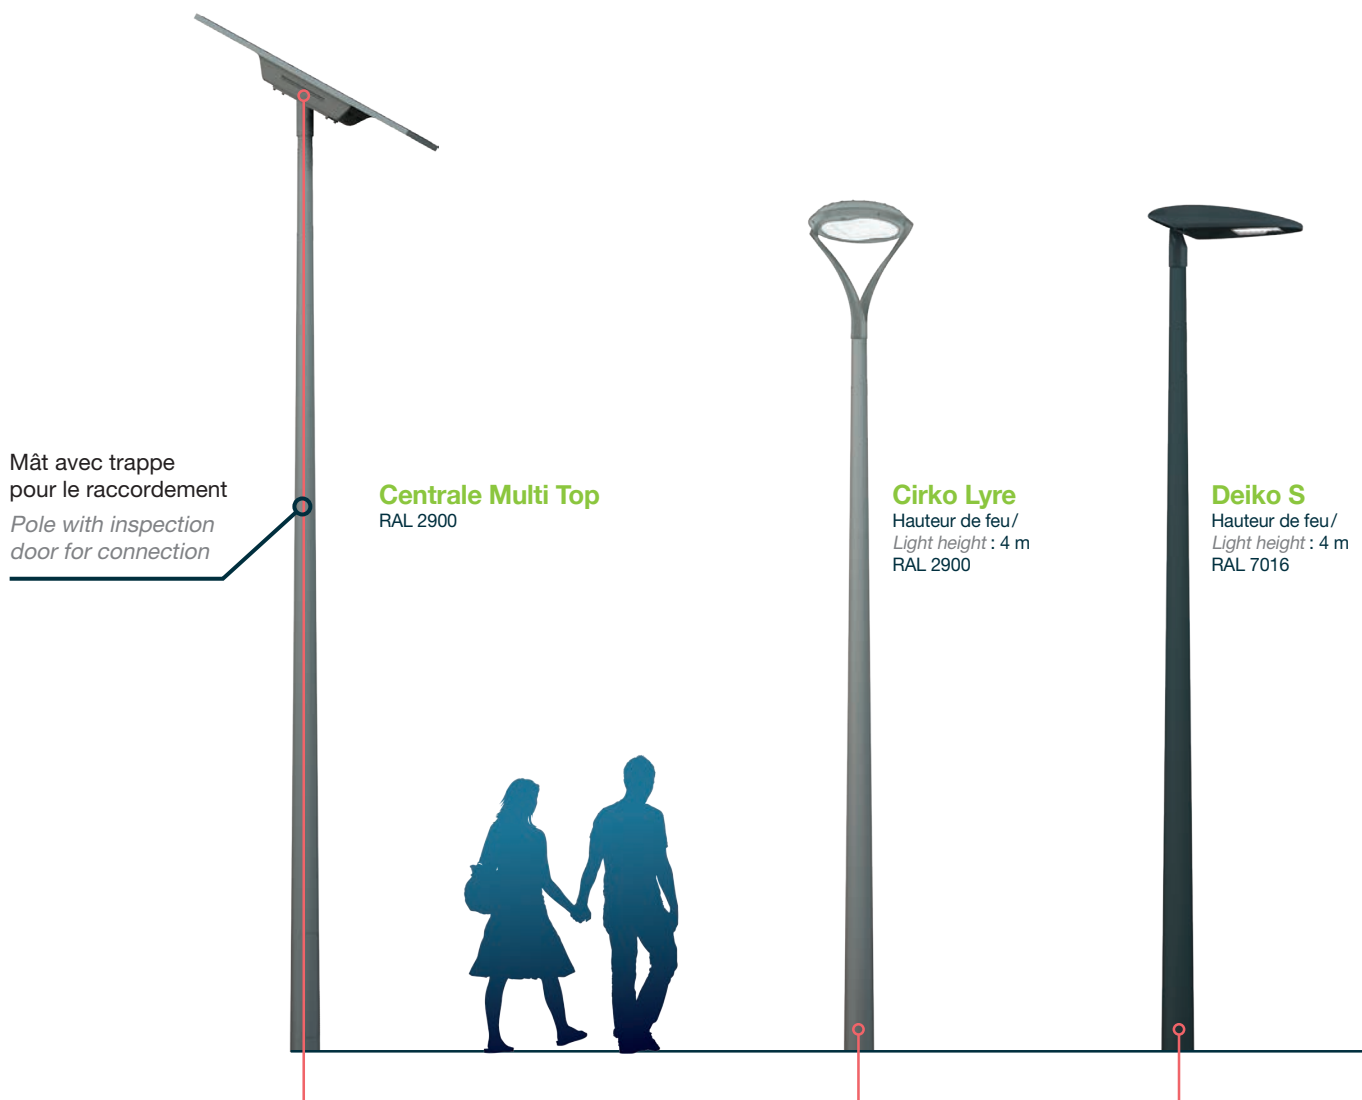 Mât avec trappe
pour le raccordement
Pole with inspection
door for connection
Centrale Multi Top
RAL 2900
Cirko Lyre
Hauteur de feu/
Light height : 4 m
RAL 2900
Deiko S
Hauteur de feu/
Light height : 4 m
RAL 7016